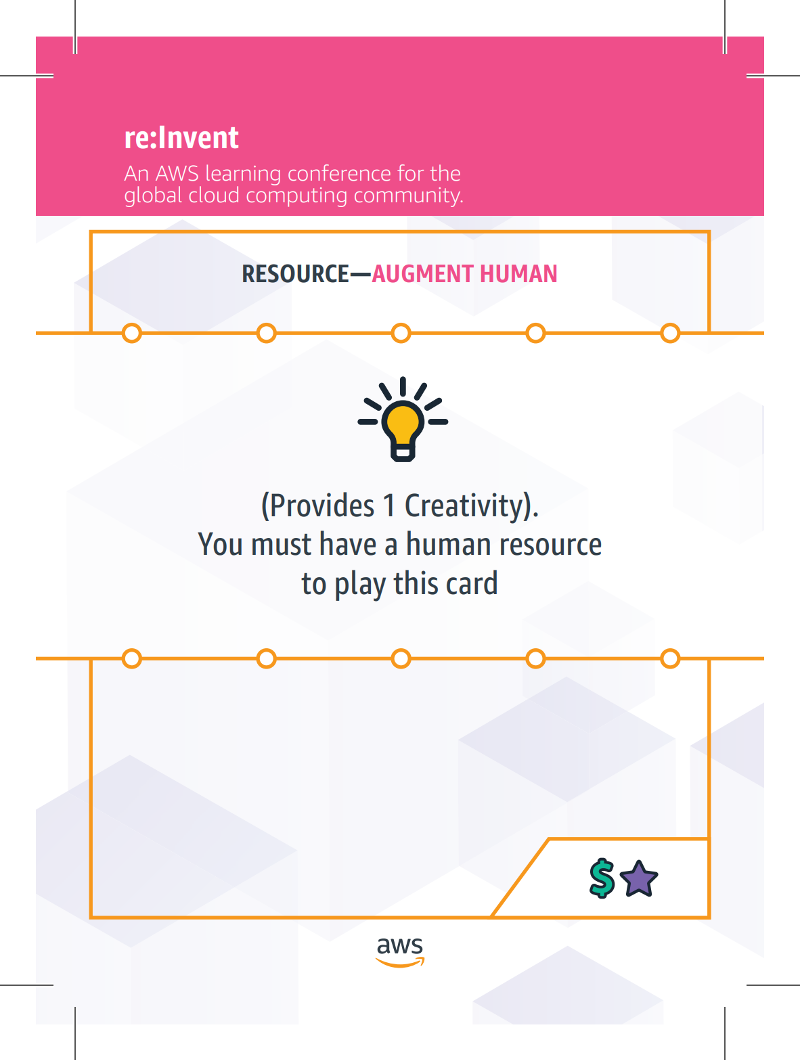 re:Invent
An AWS learning conference for the
global cloud computing community.
RESOURCE—AUGMENT HUMAN
(Provides 1 Creativity).
You must have a human resource
to play this card
$
aws